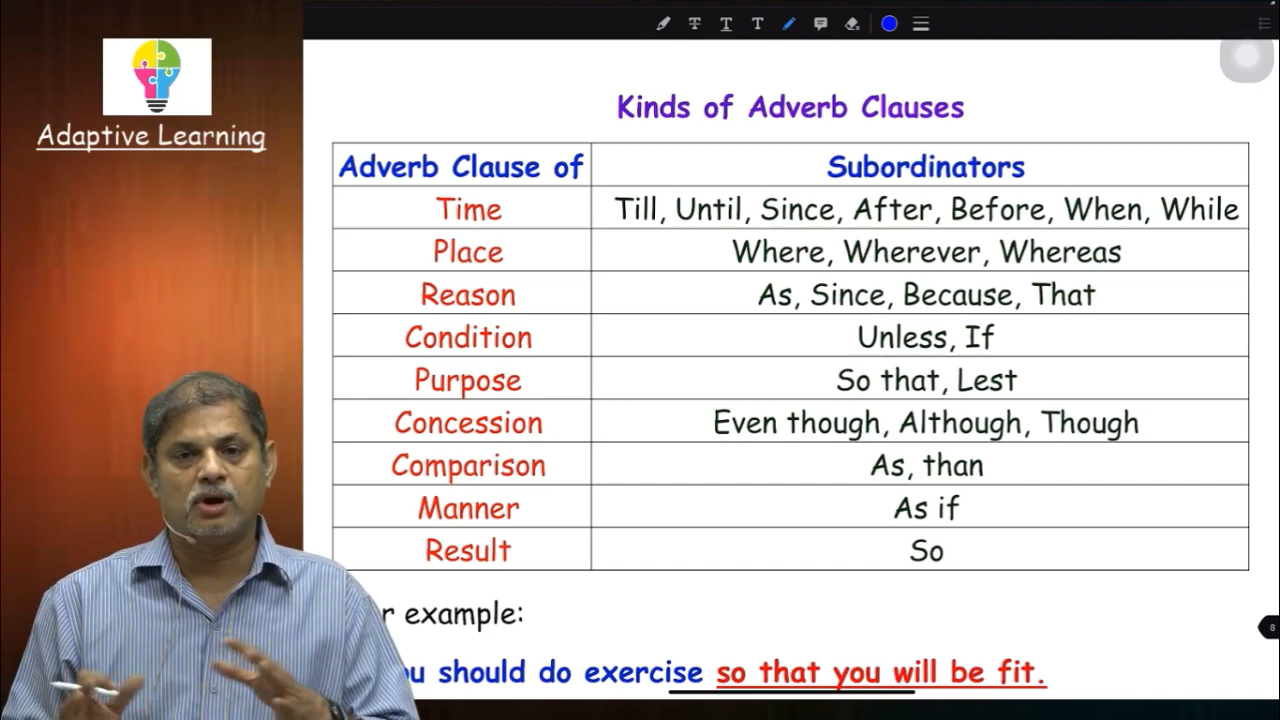 Adaptive Learning
Kinds of Adverb Clauses
Adverb Clause of Subordinators
Time Till, Until, Since, After, Before, When, While
Place Where, Wherever, Whereas
Reason As, Since, Because, That
Condition Unless, If
Purpose So that, Lest
Concession Even though, Although, Though
Comparison As, than
Manner As if
Result So
example:
should do exercise so that you will be fit.
8